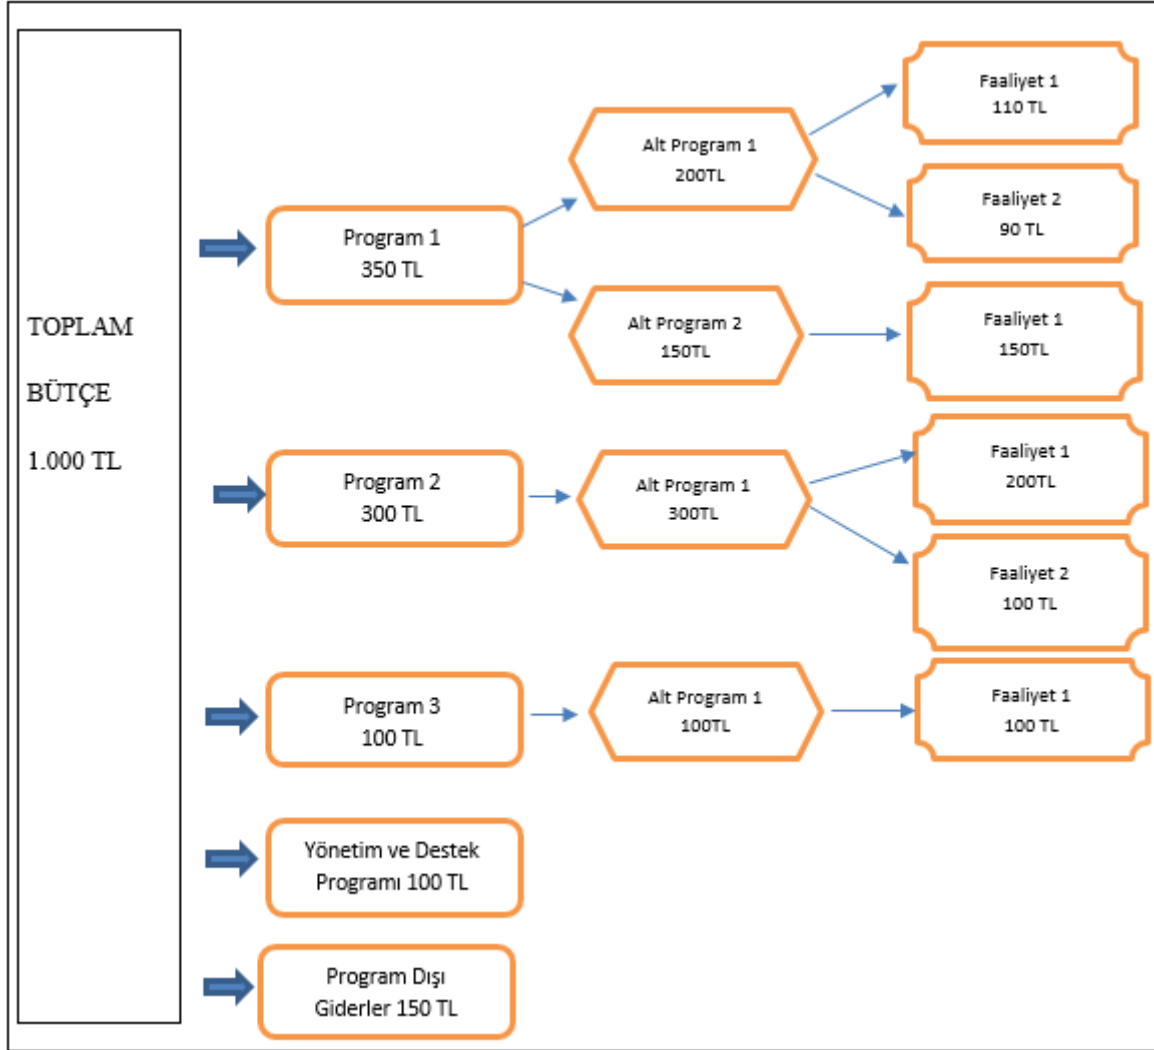 TOPLAM
BÜTÇE
1.000 TL
Program 1
350 TL
Alt Program 1
200TL
Faaliyet 1
110 TL
Faaliyet 2
90 TL
Alt Program 2
150TL
Faaliyet 1
150TL
Program 2
300 TL
Alt Program 1
300TL
Faaliyet 1
200TL
Faaliyet 2
100 TL
Program 3
100 TL
Alt Program 1
100TL
Faaliyet 1
100 TL
Yönetim ve Destek
Programı 100 TL
Program Dışı
Giderler 150 TL